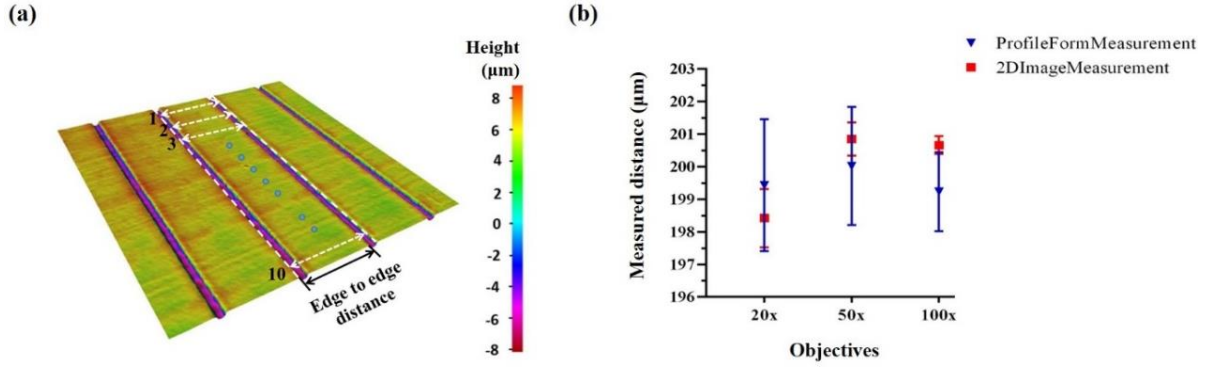 (a)
Height
(µm)
8
6
4
2
0
-2
-4
-6
-8
1
2
3
10
Edge to edge
distance
(b)
ProfileFormMeasurement
2DImageMeasurement
Measured distance (µm)
203
202
201
200
199
198
197
196
20x
50x
100x
Objectives